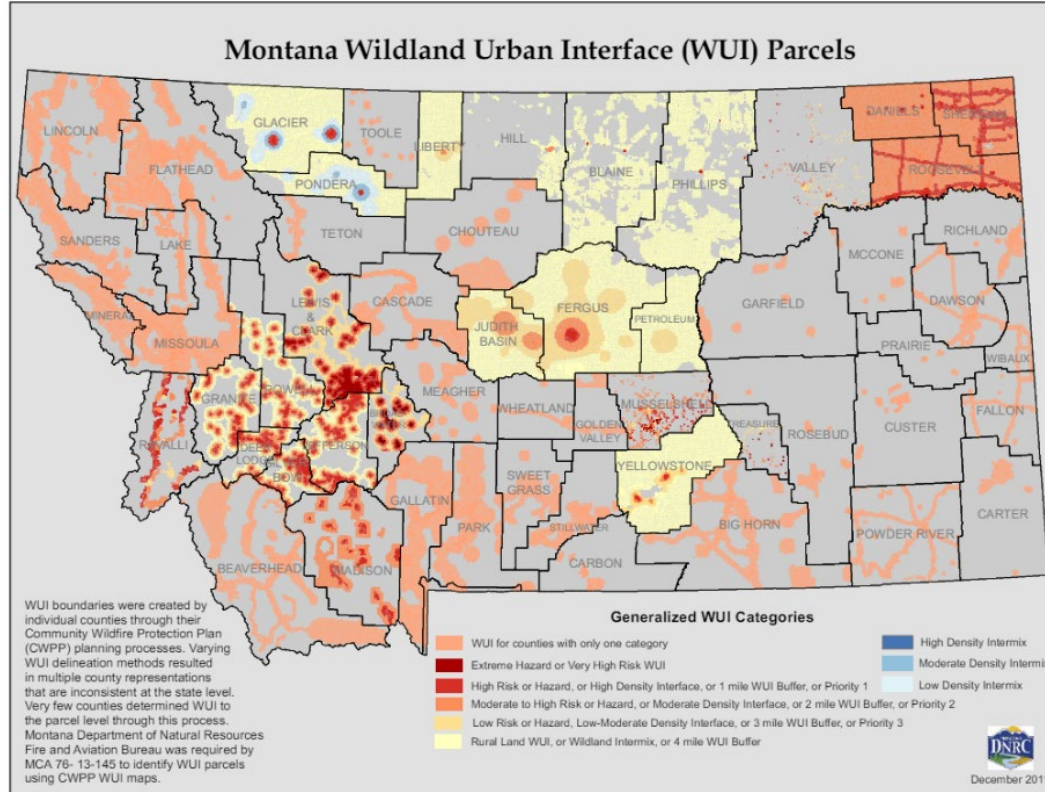 Montana Wildland Urban Interface (WUI) Parcels
LINCOLN
FLATHEAD
GLACIER
TOOLE
LIBERTY
HILL
BLAINE
PHILLIPS
VALLEY
DANIELS
SHERIDAN
ROOSEVELT
PONDERA
SANDERS
LAKE
TETON
CHOUTEAU
MCCONE
RICHLAND
MINERAL
MISSOULA
LEWIS
&
CLARK
CASCADE
JUDITH
BASIN
FERGUS
PETROLEUM
GARFIELD
DAWSON
PRAIRIE
WIBAUX
GRANITE
POWELL
MEAGHER
WHEATLAND
GOLDEN
VALLEY
MUSSELSHELL
TREASURE
ROSEBUD
CUSTER
FALLON
RAVALLI
DEER
LODGE
BOW
JEFFERSON
GALLATIN
PARK
SWEET
GRASS
STILLWATER
YELLOWSTONE
BIG HORN
POWDER RIVER
CARTER
BEAVERHEAD
MADISON
CARBON
WUI boundaries were created by
individual counties through their
Community Wildfire Protection Plan
(CWPP) planning processes. Varying
WUI delineation methods resulted
in multiple county representations
that are inconsistent at the state level.
Very few counties determined WUI to
the parcel level through this process.
Montana Department of Natural Resources
Fire and Aviation Bureau was required by
MCA 76- 13-145 to identify WUI parcels
using CWPP WUI maps.
Generalized WUI Categories
WUI for counties with only one category
Extreme Hazard or Very High Risk WUI
High Risk or Hazard, or High Density Interface, or 1 mile WUI Buffer, or Priority 1
Moderate to High Risk or Hazard, or Moderate Density Interface, or 2 mile WUI Buffer, or Priority 2
Low Risk or Hazard, Low-Moderate Density Interface, or 3 mile WUI Buffer, or Priority 3
Rural Land WUI, or Wildland Intermix, or 4 mile WUI Buffer
High Density Intermix
Moderate Density Intermix
Low Density Intermix
DNRC
December 2011